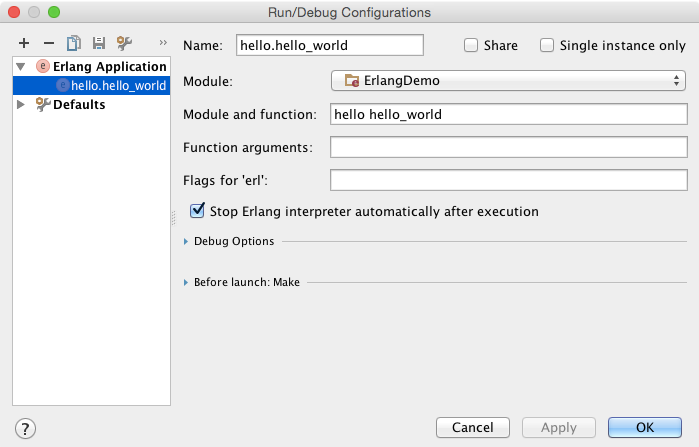 Run/Debug Configurations
Name: hello.hello_world Share Single instance only
Erlang Application
hello.hello_world
Defaults
Module: ErlangDemo
Module and function: hello hello_world
Function arguments:
Flags for 'erl':
Stop Erlang interpreter automatically after execution
Debug Options
Before launch: Make
? Cancel Apply OK